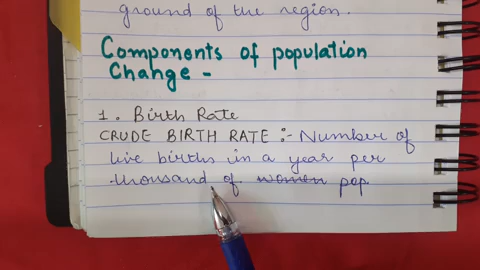 ground of the region.
Components of population
Change -
1. Birth Rate
CRUDE BIRTH RATE :- Number of
live births in a year per
thousand of women pop